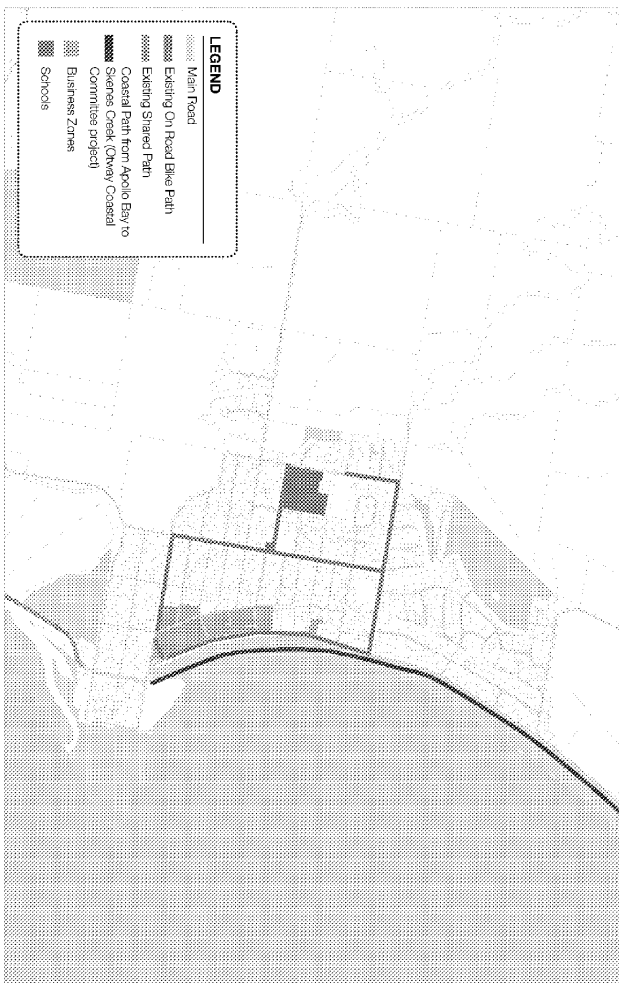 LEGEND
Main Road
Existing On Road Bike Path
Existing Shared Path
Coastal Path from Apollo Bay to
Skenes Creek (Otway Coastal
Committee project)
Business Zones
Schools